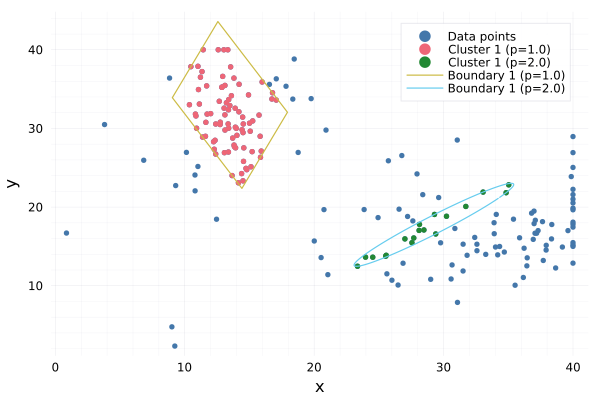 Data points
Cluster 1 (p=1.0)
Cluster 1 (p=2.0)
Boundary 1 (p=1.0)
Boundary 1 (p=2.0)
40
30
20
10
y
0 10 20 30 40
x